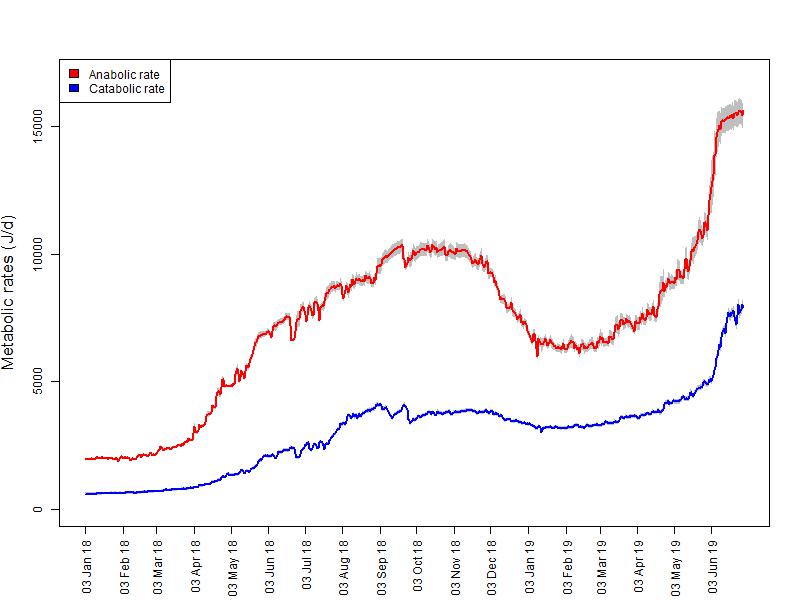 Anabolic rate
Catabolic rate
Metabolic rates (J/d)
15000
10000
5000
0
03 Jan 18
03 Feb 18
03 Mar 18
03 Apr 18
03 May 18
03 Jun 18
03 Jul 18
03 Aug 18
03 Sep 18
03 Oct 18
03 Nov 18
03 Dec 18
03 Jan 19
03 Feb 19
03 Mar 19
03 Apr 19
03 May 19
03 Jun 19